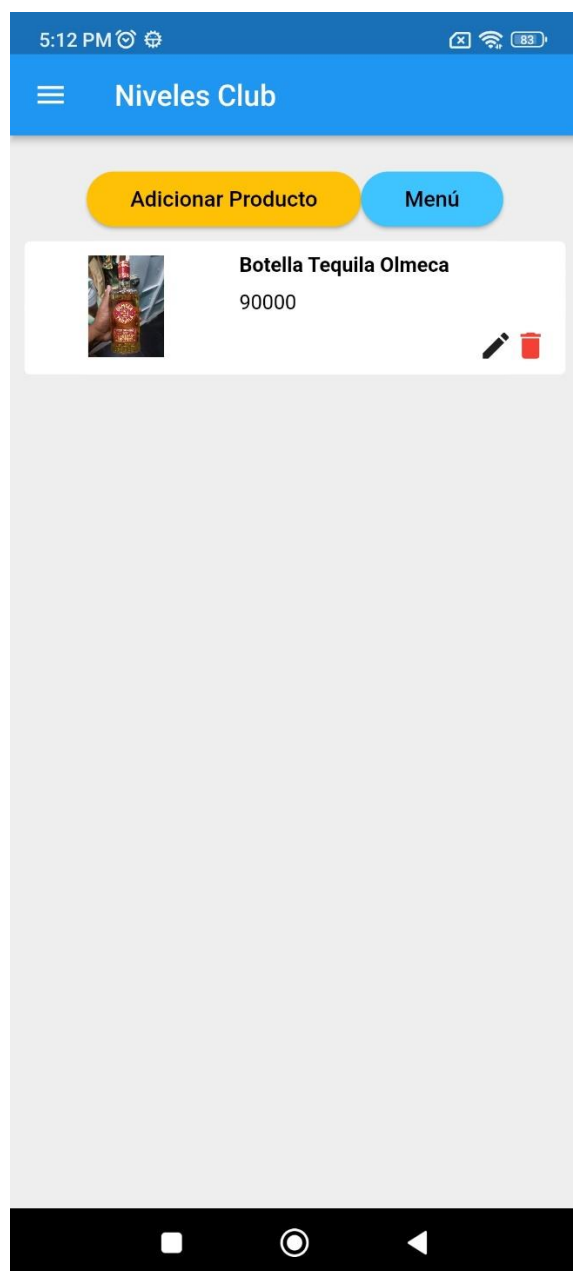 5:12 PM
83
Niveles Club
Adicionar Producto
Menú
Botella Tequila Olmeca
90000